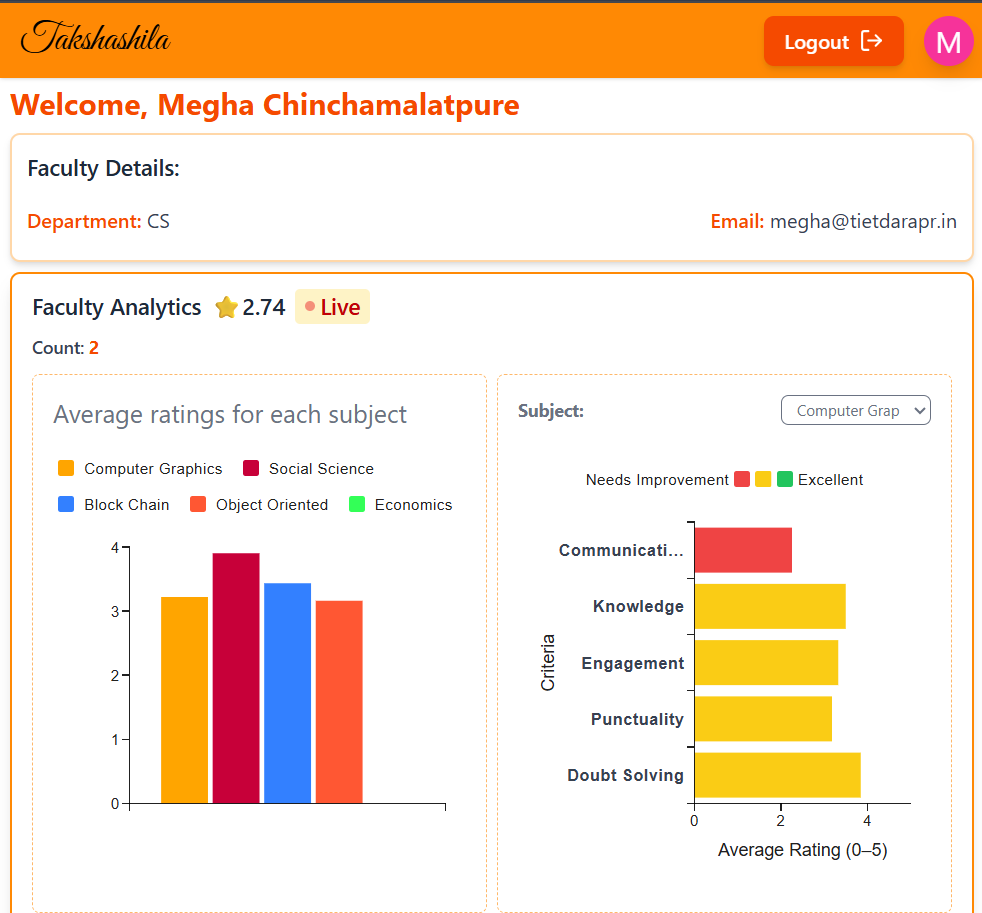 Takshashila
Logout
M
Welcome, Megha Chinchamalatpure
Faculty Details:
Department: CS
Email: megha@tietdarapr.in
Faculty Analytics ⭐ 2.74 Live
Count: 2
Average ratings for each subject
Computer Graphics Social Science
Block Chain Object Oriented Economics
4
3
2
1
0
Subject: Computer Grap
Needs Improvement Excellent
Communicati...
Knowledge
Engagement
Punctuality
Doubt Solving
Criteria
0 2 4
Average Rating (0–5)